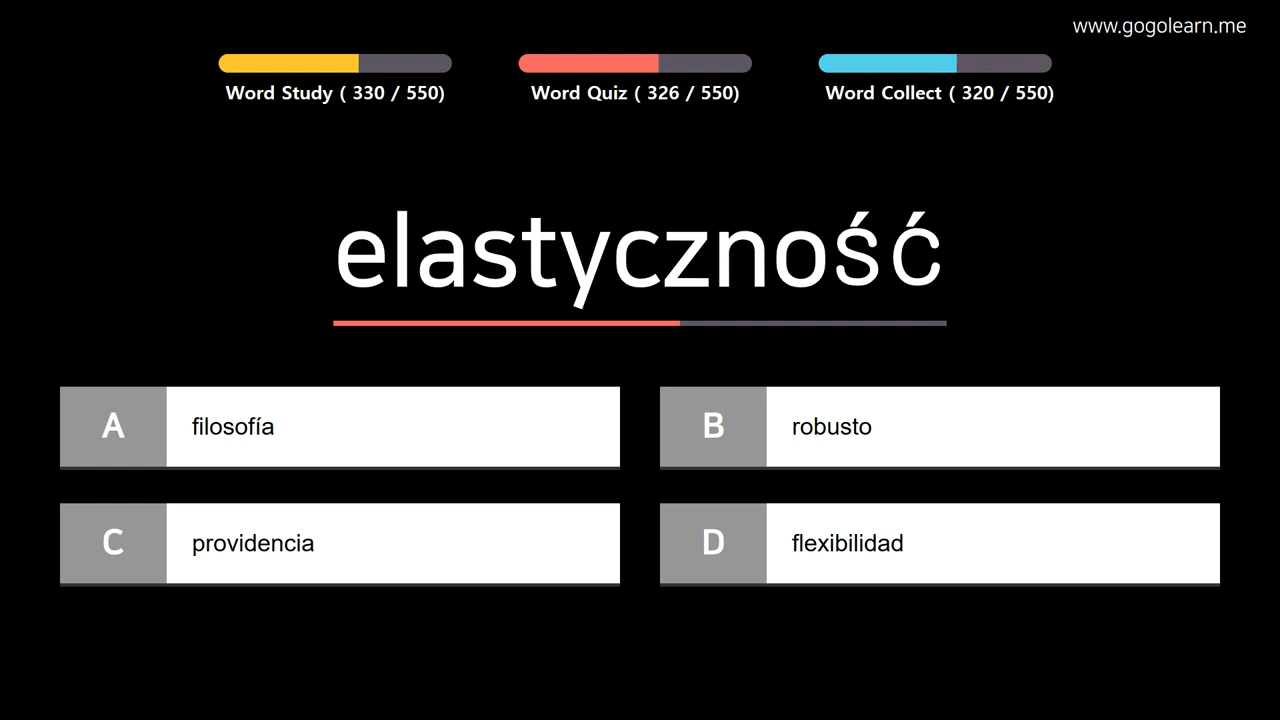 www.gogolearn.me
Word Study ( 330 / 550)
Word Quiz ( 326 / 550)
Word Collect ( 320 / 550)
elastyczność
A
filosofía
B
robusto
C
providencia
D
flexibilidad